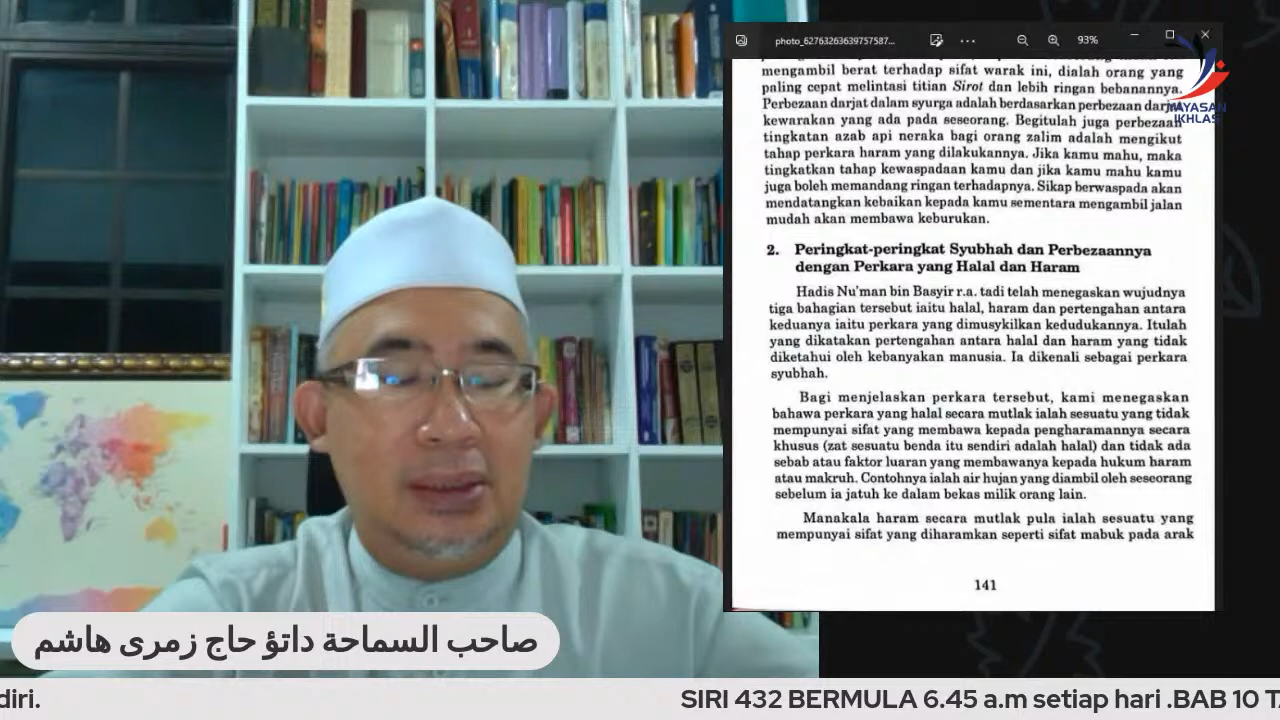 photo_62763263639757587...
93%
YAYASAN
IKHLAS
mengambil berat terhadap sifat warak ini, dialah orang yang
paling cepat melintasi titian Sirot dan lebih ringan bebanannya.
Perbezaan darjat dalam syurga adalah berdasarkan perbezaan darjat
kewarakan yang ada pada seseorang. Begitulah juga perbezaan
tingkatan azab api neraka bagi orang zalim adalah mengikut
tahap perkara haram yang dilakukannya. Jika kamu mahu, maka
tingkatkan tahap kewaspadaan kamu dan jika kamu mahu kamu
juga boleh memandang ringan terhadapnya. Sikap berwaspada akan
mendatangkan kebaikan kepada kamu sementara mengambil jalan
mudah akan membawa keburukan.
2. Peringkat-peringkat Syubhah dan Perbezaannya
dengan Perkara yang Halal dan Haram
Hadis Nu'man bin Basyir r.a. tadi telah menegaskan wujudnya
tiga bahagian tersebut iaitu halal, haram dan pertengahan antara
keduanya iaitu perkara yang dimusykilkan kedudukannya. Itulah
yang dikatakan pertengahan antara halal dan haram yang tidak
diketahui oleh kebanyakan manusia. Ia dikenali sebagai perkara
syubhah.
Bagi menjelaskan perkara tersebut, kami menegaskan
bahawa perkara yang halal secara mutlak ialah sesuatu yang tidak
mempunyai sifat yang membawa kepada pengharamannya secara
khusus (zat sesuatu benda itu sendiri adalah halal) dan tidak ada
sebab atau faktor luaran yang membawanya kepada hukum haram
atau makruh. Contohnya ialah air hujan yang diambil oleh seseorang
sebelum ia jatuh ke dalam bekas milik orang lain.
Manakala haram secara mutlak pula ialah sesuatu yang
mempunyai sifat yang diharamkan seperti sifat mabuk pada arak
141
صاحب السماحة داتؤ حاج زمرى هاشم
diri.
SIRI 432 BERMULA 6.45 a.m setiap hari .BAB 10